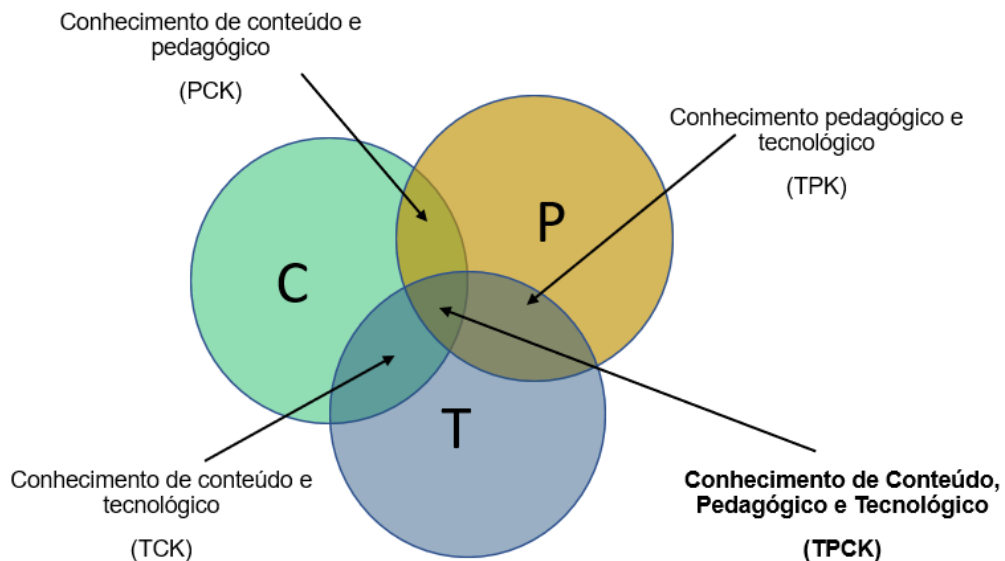 Conhecimento de conteúdo e
pedagógico
(PCK)
Conhecimento pedagógico e
tecnológico
(TPK)
P
C
T
Conhecimento de conteúdo e
tecnológico
(TCK)
Conhecimento de Conteúdo,
Pedagógico e Tecnológico
(TPCK)